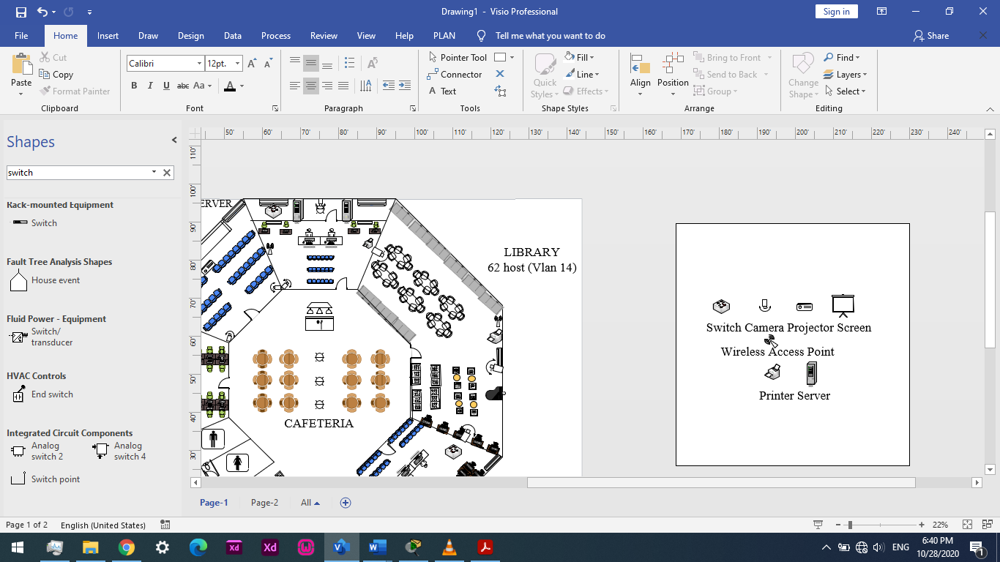 Drawing1 - Visio Professional
Sign in
File Home Insert Draw Design Data Process Review View Help PLAN Tell me what you want to do Share
Paste
Cut
Copy
Format Painter
Clipboard
Calibri 12pt. A A
B I U abc Aa A
Font
A
A
Paragraph
Pointer Tool
Connector
A Text
Tools
Quick Styles
Fill
Line
Effects
Shape Styles
Align Position
Bring to Front
Send to Back
Group
Arrange
Change Shape
Find
Layers
Select
Editing
Shapes
switch
Rack-mounted Equipment
Switch
Fault Tree Analysis Shapes
House event
Fluid Power - Equipment
Switch/
transducer
HVAC Controls
End switch
Integrated Circuit Components
Analog
switch 2
Analog
switch 4
Switch point
50' 60' 70' 80' 90' 100' 110' 120' 130' 140' 150' 160' 170' 180' 190' 200' 210' 220' 230' 240'
110'
100'
90'
80'
70'
60'
50'
40'
30'
ERVER
LIBRARY
62 host (Vlan 14)
CAFETERIA
Switch Camera Projector Screen
Wireless Access Point
Printer Server
Page-1 Page-2 All
Page 1 of 2 English (United States) 22%
Xd Xd
ENG
6:40 PM
10/28/2020
1